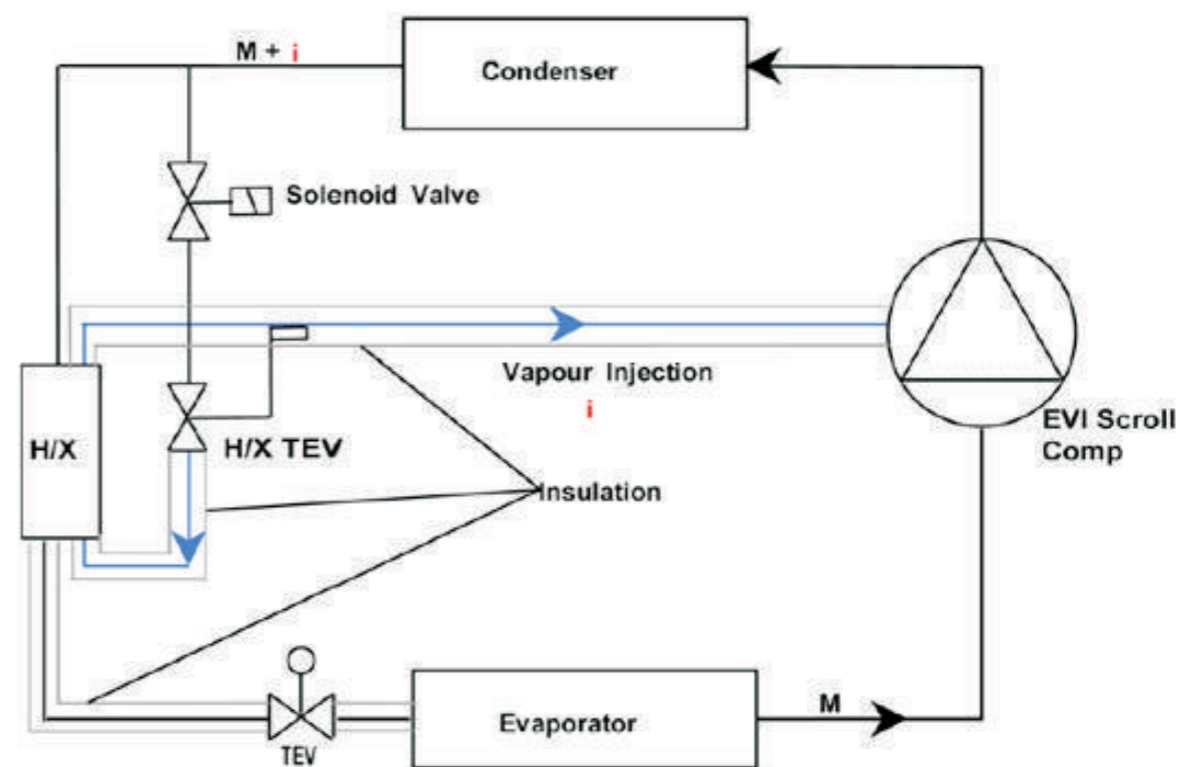 M + i
Condenser
Solenoid Valve
Vapour Injection
i
EVI Scroll
Comp
H/X
H/X TEV
Insulation
M
Evaporator
TEV